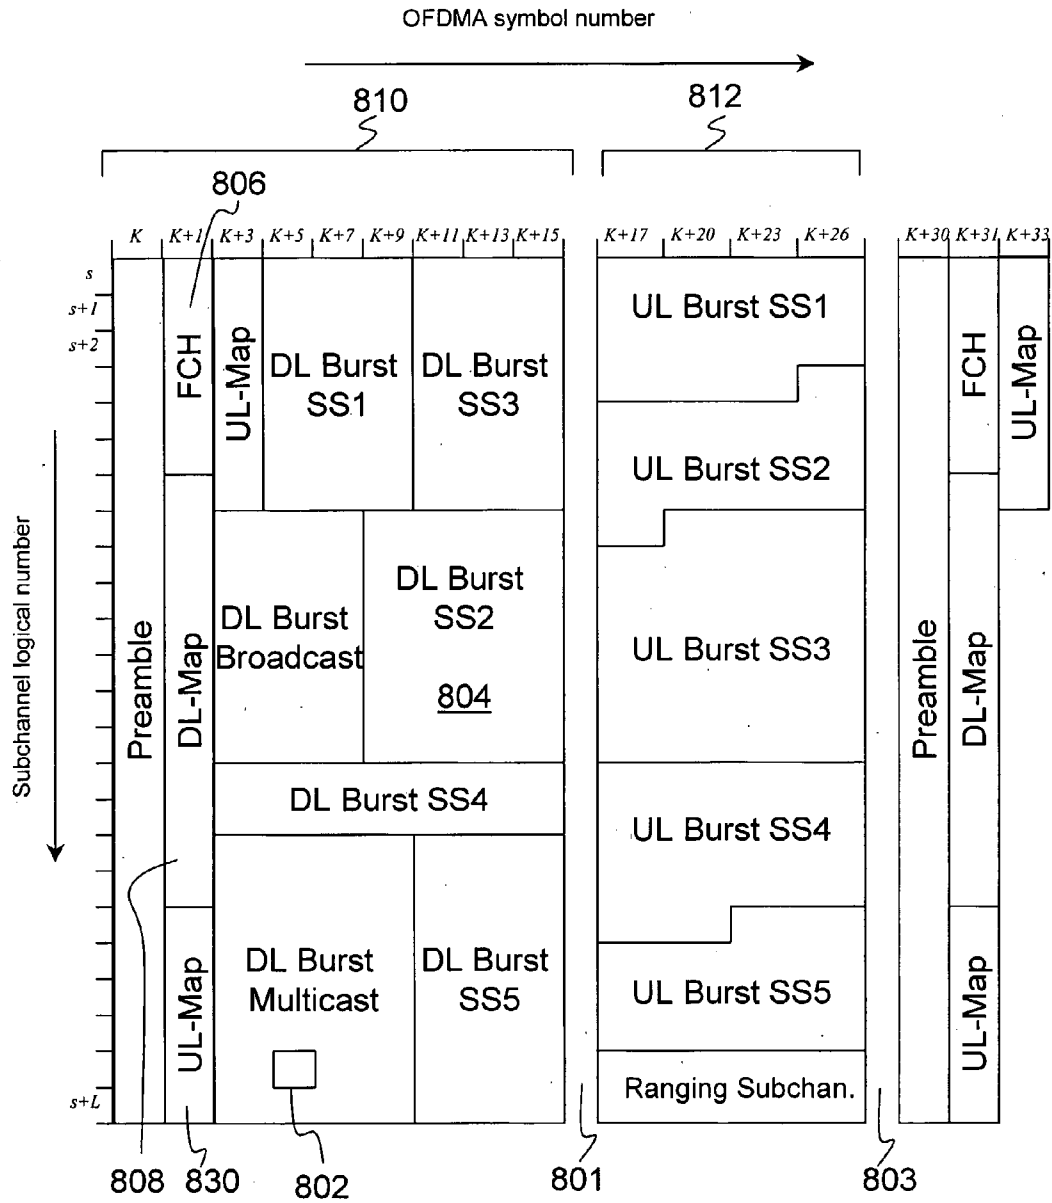 OFDMA symbol number
810
812
806
K K+1 K+3 K+5 K+7 K+9 K+11 K+13 K+15 K+17 K+20 K+23 K+26 K+30 K+31 K+33
s
s+1
s+2
s+L
Subchannel logical number
Preamble
FCH
DL-Map
UL-Map
UL-Map
DL Burst
SS1
DL Burst
SS3
DL Burst
Broadcast
DL Burst
SS2
804
DL Burst SS4
DL Burst
Multicast
DL Burst
SS5
UL Burst SS1
UL Burst SS2
UL Burst SS3
UL Burst SS4
UL Burst SS5
Ranging Subchan.
Preamble
FCH
DL-Map
UL-Map
UL-Map
808
830
802
801
803